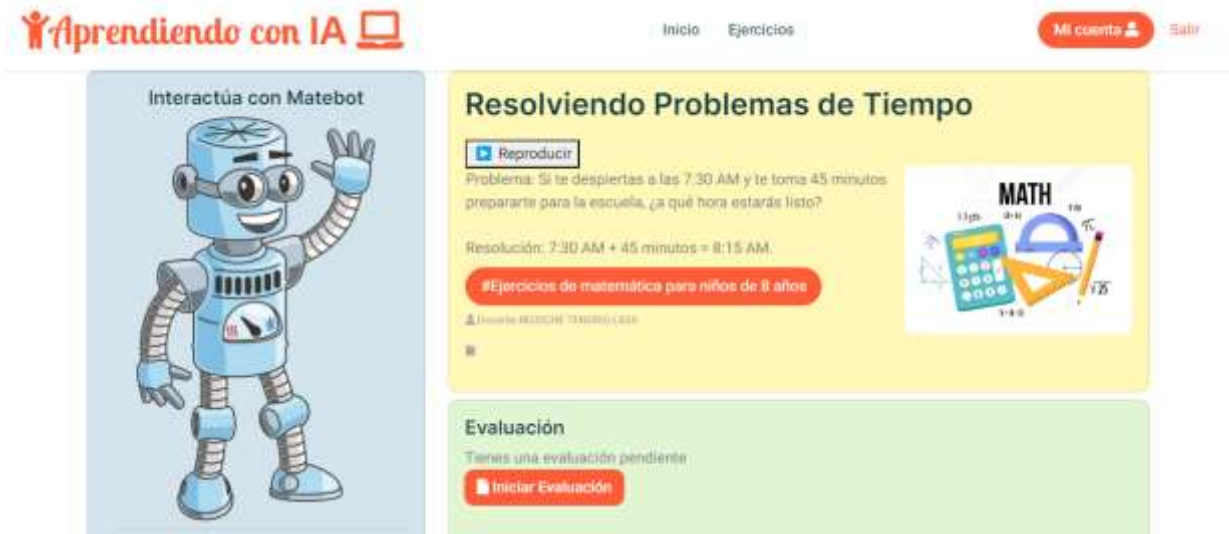 Aprendiendo con IA
Inicio Ejercicios
Mi cuenta Salir
Interactúa con Matebot
Resolviendo Problemas de Tiempo
Reproducir
Problema: Si te despiertas a las 7:30 AM y te toma 45 minutos
prepararte para la escuela, ¿a qué hora estarás listo?
Resolución: 7:30 AM + 45 minutos = 8:15 AM.
#Ejercicios de matemática para niños de 8 años
Docente
MATH
√25
Evaluación
Tienes una evaluación pendiente
Iniciar Evaluación